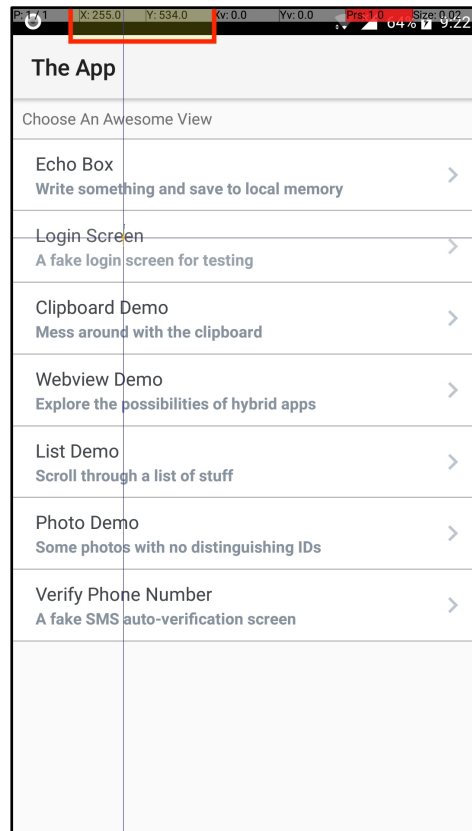 P: 1 / 1 X: 255.0 Y: 534.0 Xv: 0.0 Yv: 0.0 Prs: 1.0 Size: 0.02
64% 9:22
The App
Choose An Awesome View
Echo Box
Write something and save to local memory
Login Screen
A fake login screen for testing
Clipboard Demo
Mess around with the clipboard
Webview Demo
Explore the possibilities of hybrid apps
List Demo
Scroll through a list of stuff
Photo Demo
Some photos with no distinguishing IDs
Verify Phone Number
A fake SMS auto-verification screen